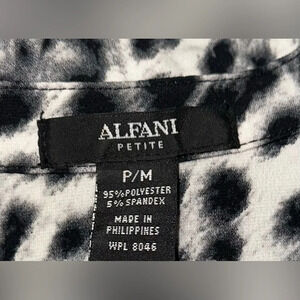 ALFANI
PETITE
P/M
95%POLYESTER
5%SPANDEX
MADE IN
PHILIPPINES
WPL 8046